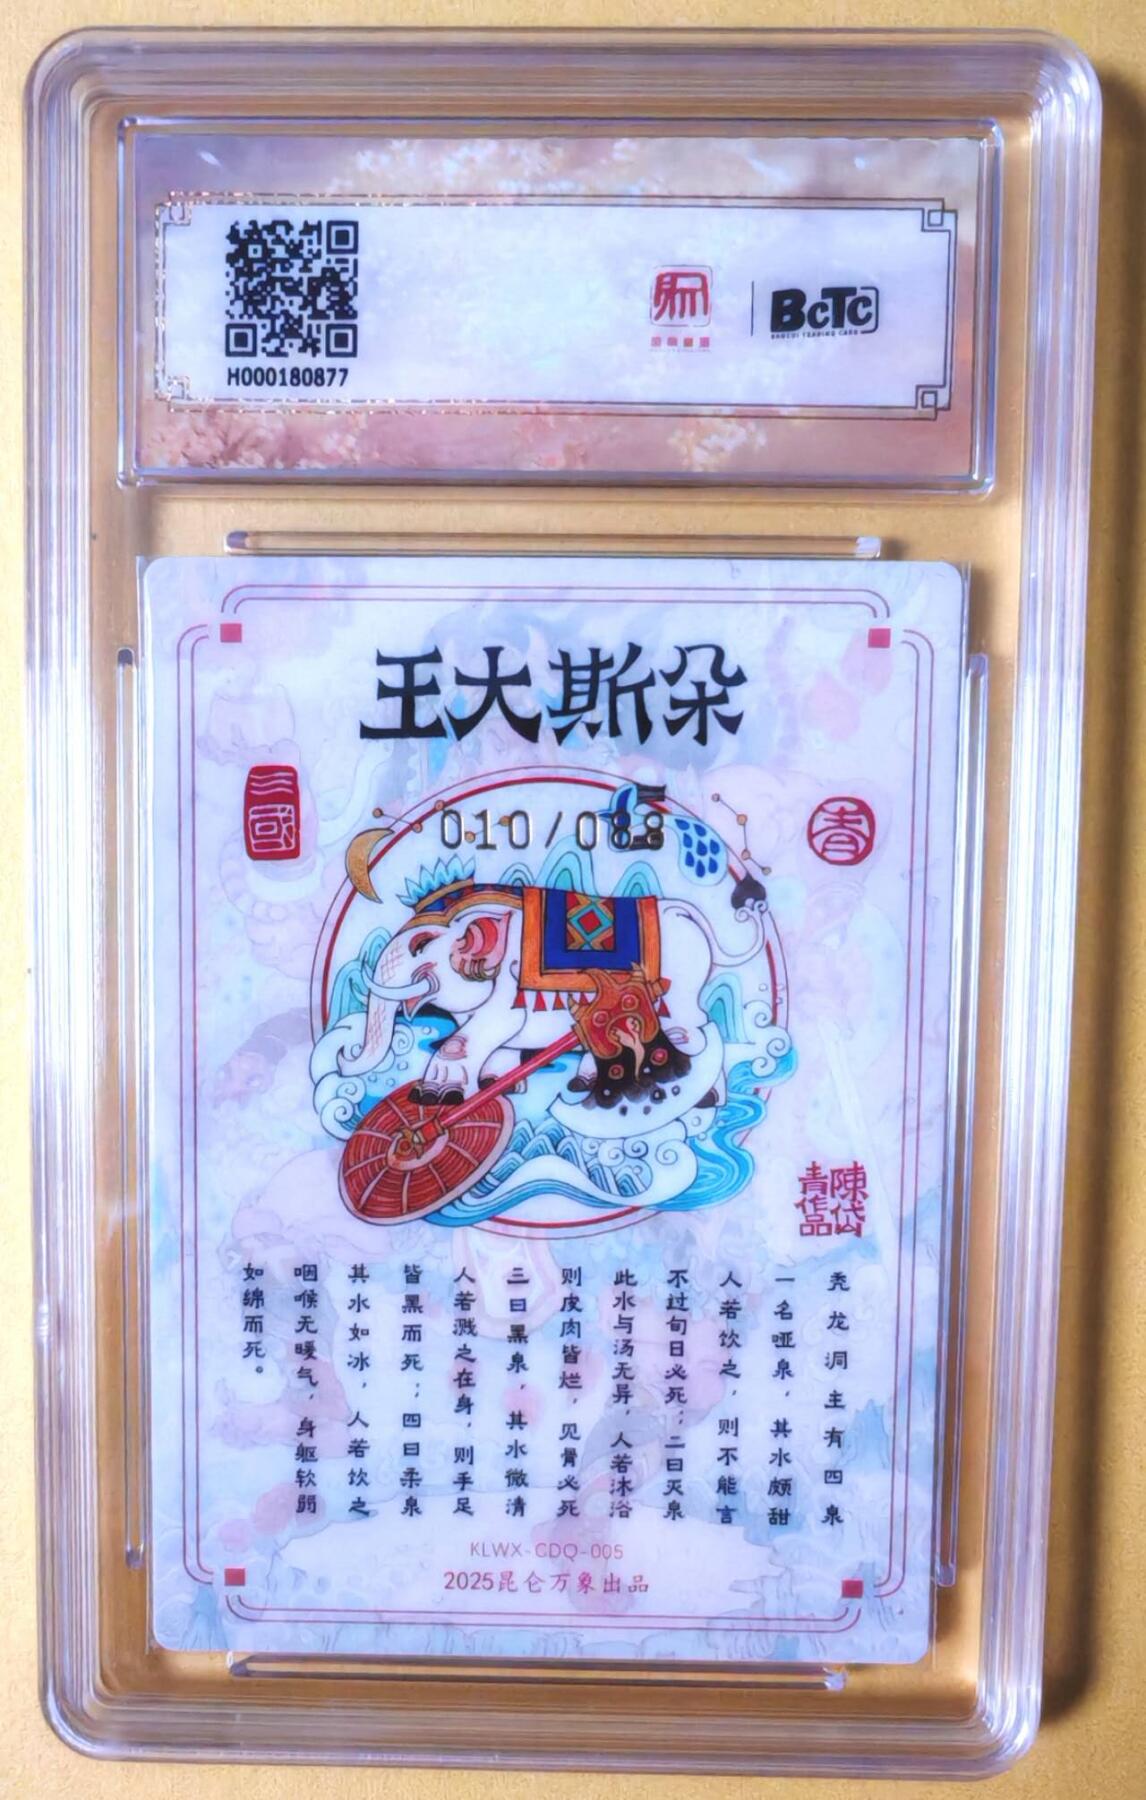 H000180877
BcTc
BAOCUI TRADING CARD
朵斯大王
010/088
三國
青
陳岱青作品
秃龙洞主有四泉
一名哑泉，其水颇甜
人若饮之，则不能言
不过旬日必死；二曰灭泉
此水与汤无异，人若沐浴
则皮肉皆烂，见骨必死
三曰黑泉，其水微清
人若溅之在身，则手足
皆黑而死；四曰柔泉
其水如冰，人若饮之
咽喉无暖气，身躯软弱
如绵而死。
KLWX-CDQ-005
2025昆仑万象出品